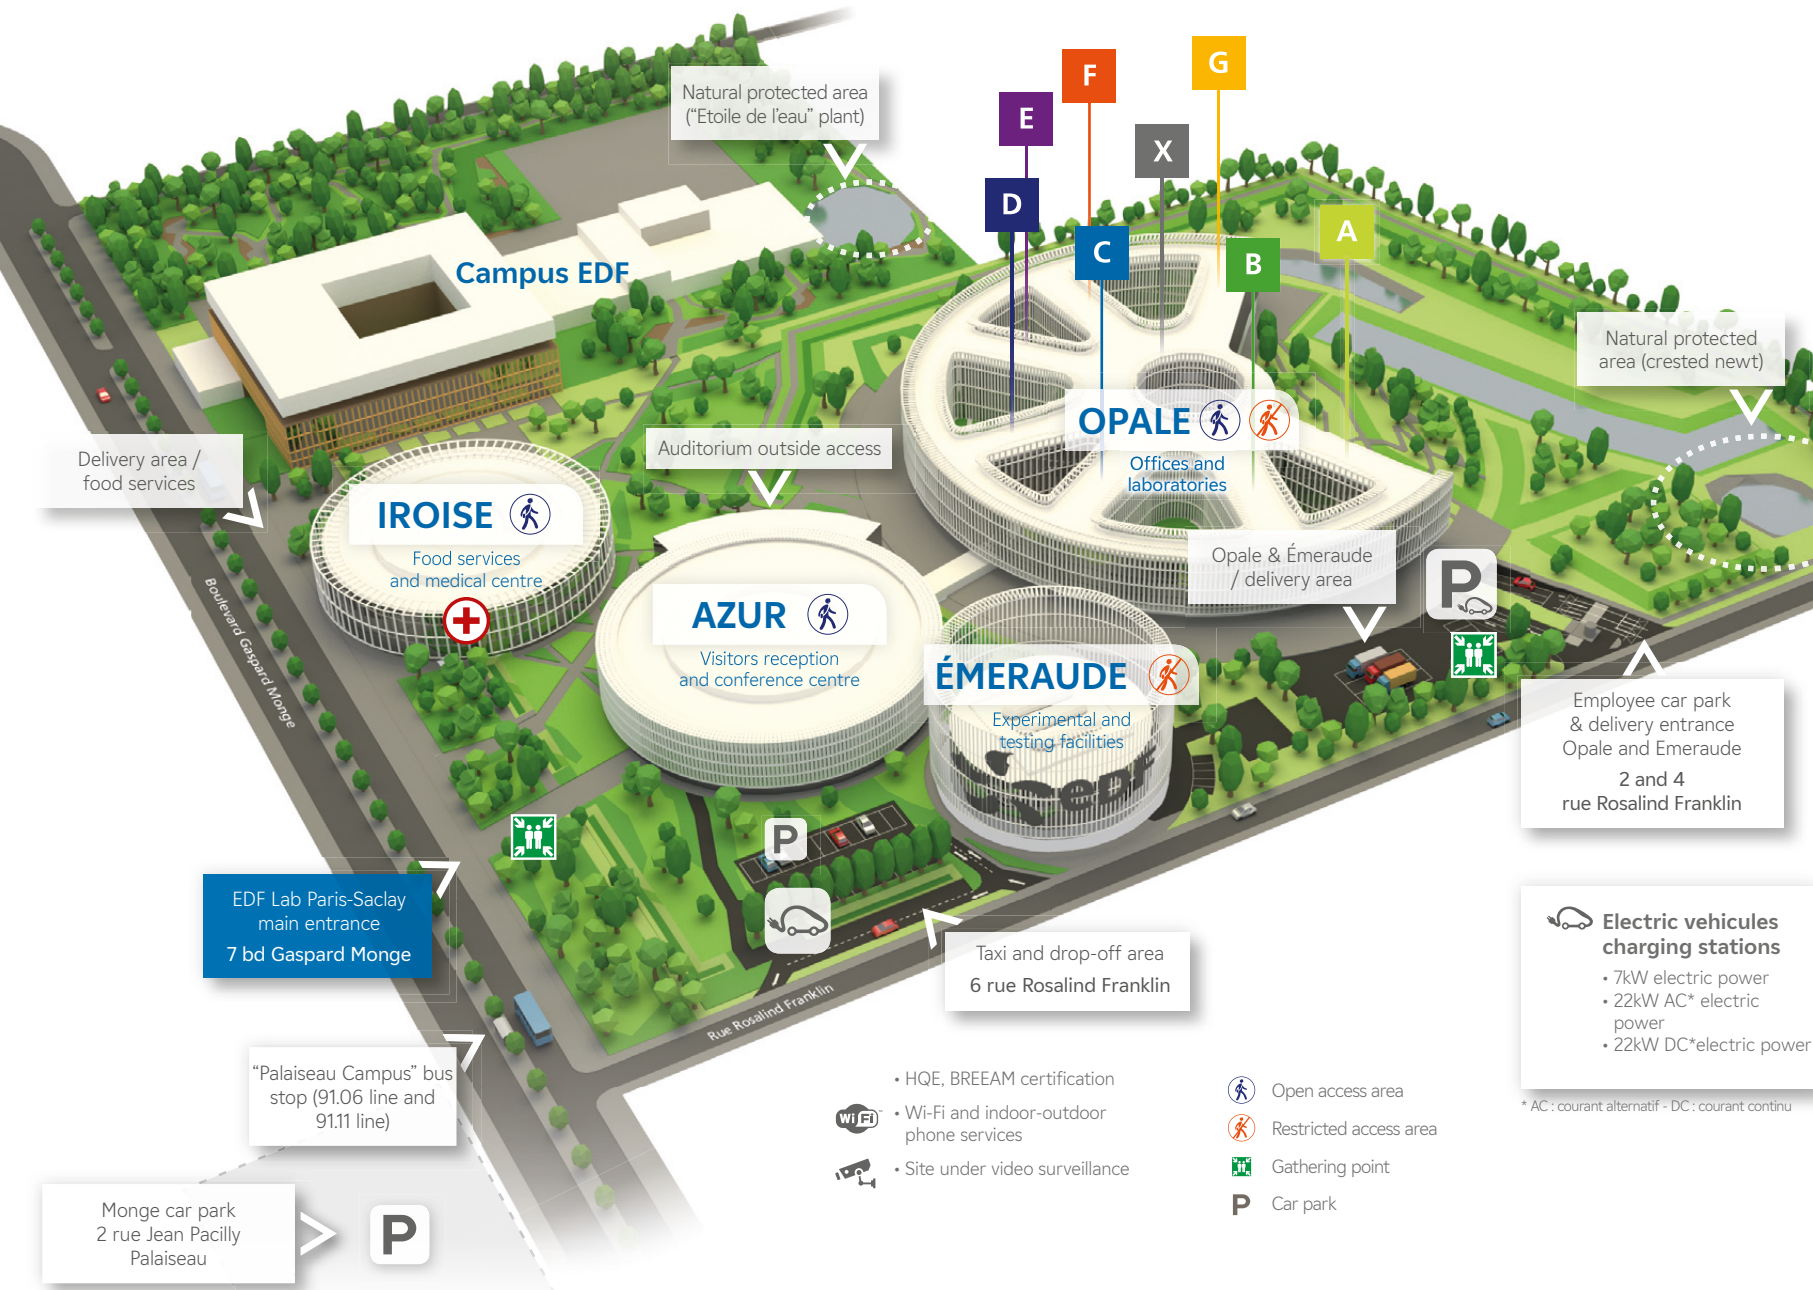 F
G
E
X
D
C
B
A
Natural protected area
(“Etoile de l’eau” plant)
Campus EDF
Natural protected
area (crested newt)
OPALE
Offices and
laboratories
Delivery area /
food services
Auditorium outside access
IROISE
Food services
and medical centre
Opale & Émeraude
/ delivery area
P
AZUR
Visitors reception
and conference centre
ÉMERAUDE
Experimental and
testing facilities
eDF
Boulevard Gaspard Monge
Employee car park
& delivery entrance
Opale and Emeraude
2 and 4
rue Rosalind Franklin
P
EDF Lab Paris-Saclay
main entrance
7 bd Gaspard Monge
Taxi and drop-off area
6 rue Rosalind Franklin
Rue Rosalind Franklin
Electric vehicules
charging stations
• 7kW electric power
• 22kW AC* electric
power
• 22kW DC*electric power
* AC : courant alternatif - DC : courant continu
“Palaiseau Campus” bus
stop (91.06 line and
91.11 line)
Monge car park
2 rue Jean Pacilly
Palaiseau
P
• HQE, BREEAM certification
WiFi
• Wi-Fi and indoor-outdoor
phone services
• Site under video surveillance
Open access area
Restricted access area
Gathering point
P Car park